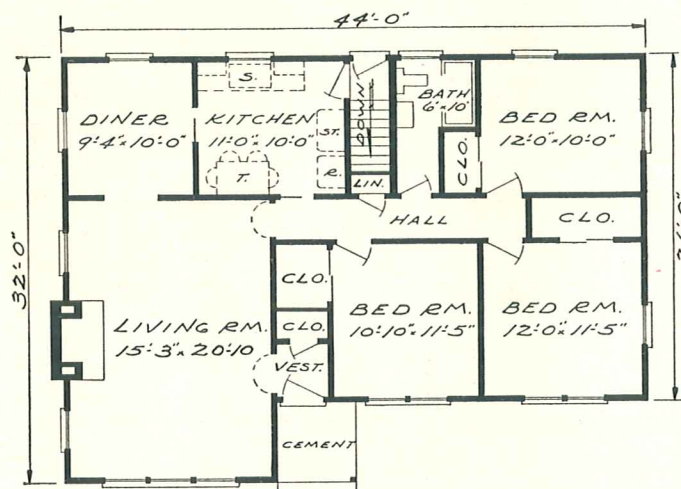 44'-0"
S.
DINER
9'-4"x10'-0"
KITCHEN
11'-0" x 10'-0"
ST.
R.
T.
DOWN
LIN.
BATH
6'x10'
CLO.
BED RM.
12'-0"x10'-0"
HALL
CLO.
32'-0"
CLO.
CLO.
LIVING RM.
15'-3"x 20'-10
VEST.
BED RM.
10'-10"x11'-5"
BED RM.
12'-0"x11'-5"
CEMENT